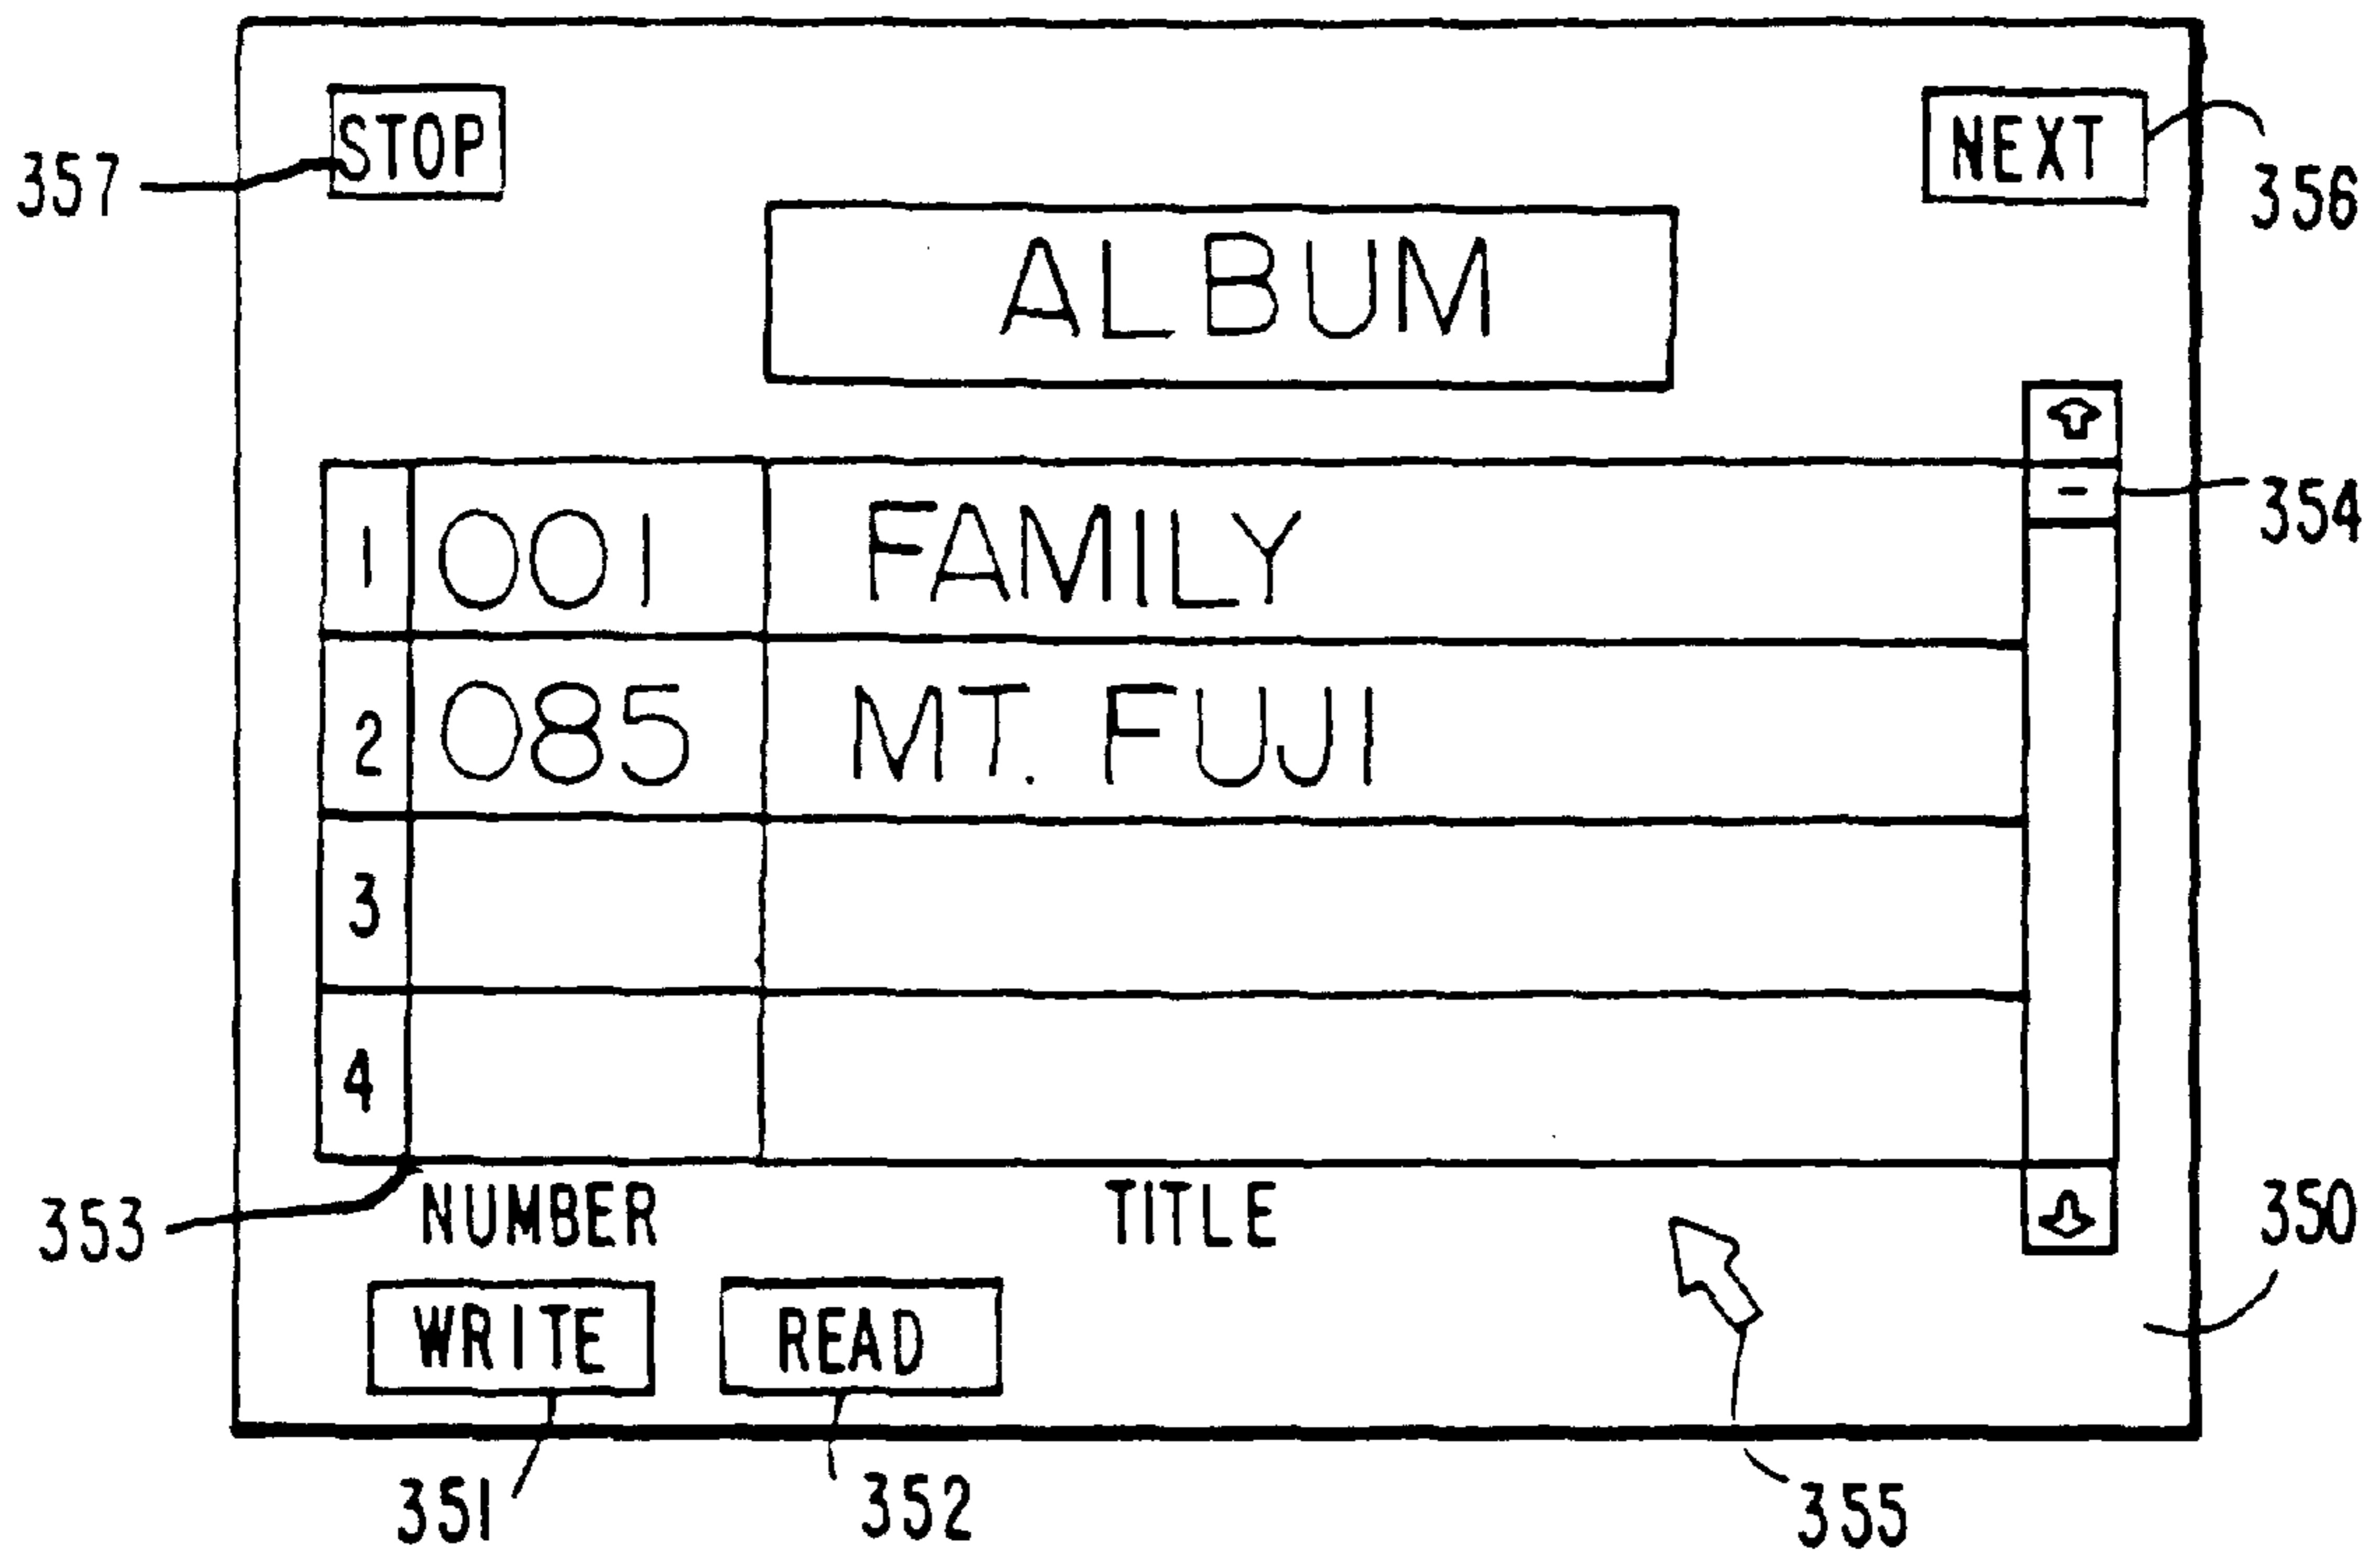 STOP
NEXT
357
356
ALBUM
354
1 001 FAMILY
2 085 MT. FUJI
3
4
353
NUMBER TITLE
350
WRITE READ
351 352 355